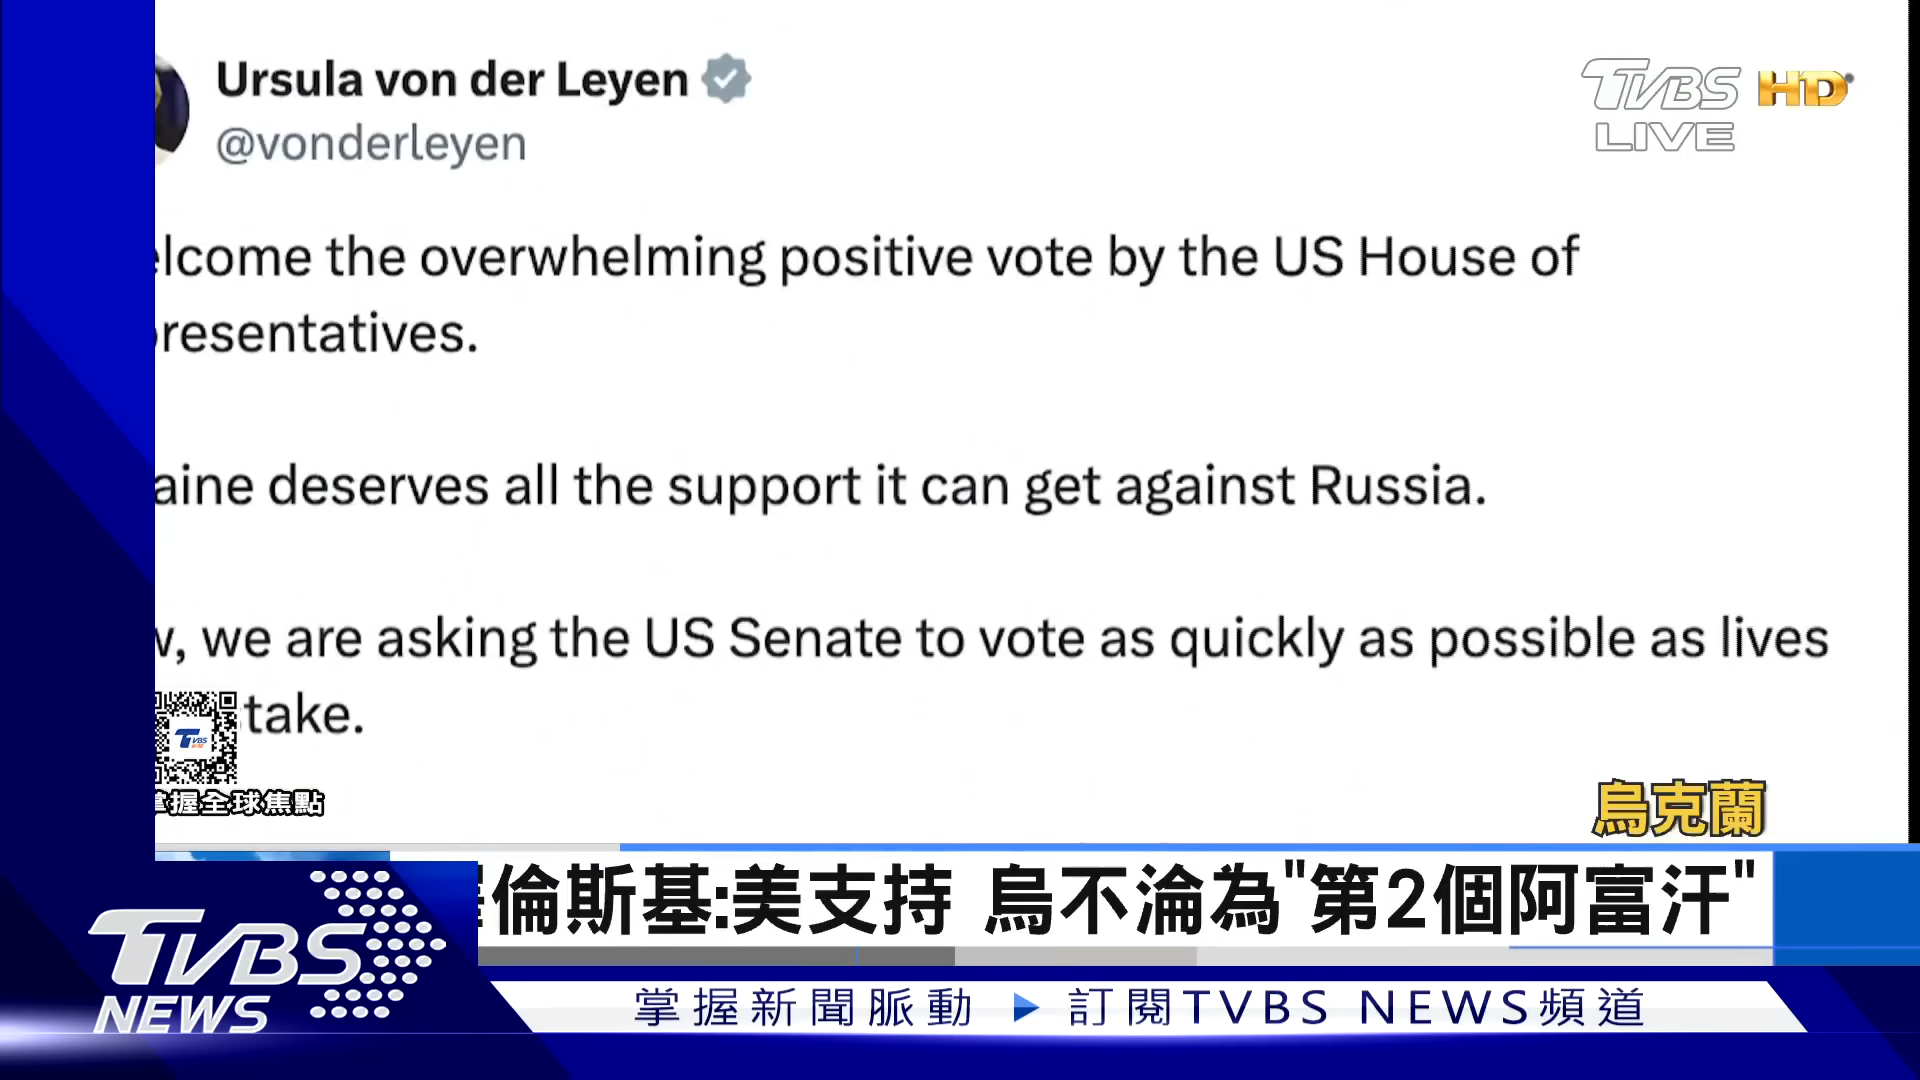 Ursula von der Leyen
@vonderleyen
TVBS HD
LIVE
elcome the overwhelming positive vote by the US House of
presentatives.
aine deserves all the support it can get against Russia.
w, we are asking the US Senate to vote as quickly as possible as lives
take.
TVBS
掌握全球焦點
烏克蘭
倫斯基:美支持 烏不淪為"第2個阿富汗"
TVBS
NEWS
掌握新聞脈動 ▶ 訂閱TVBS NEWS頻道